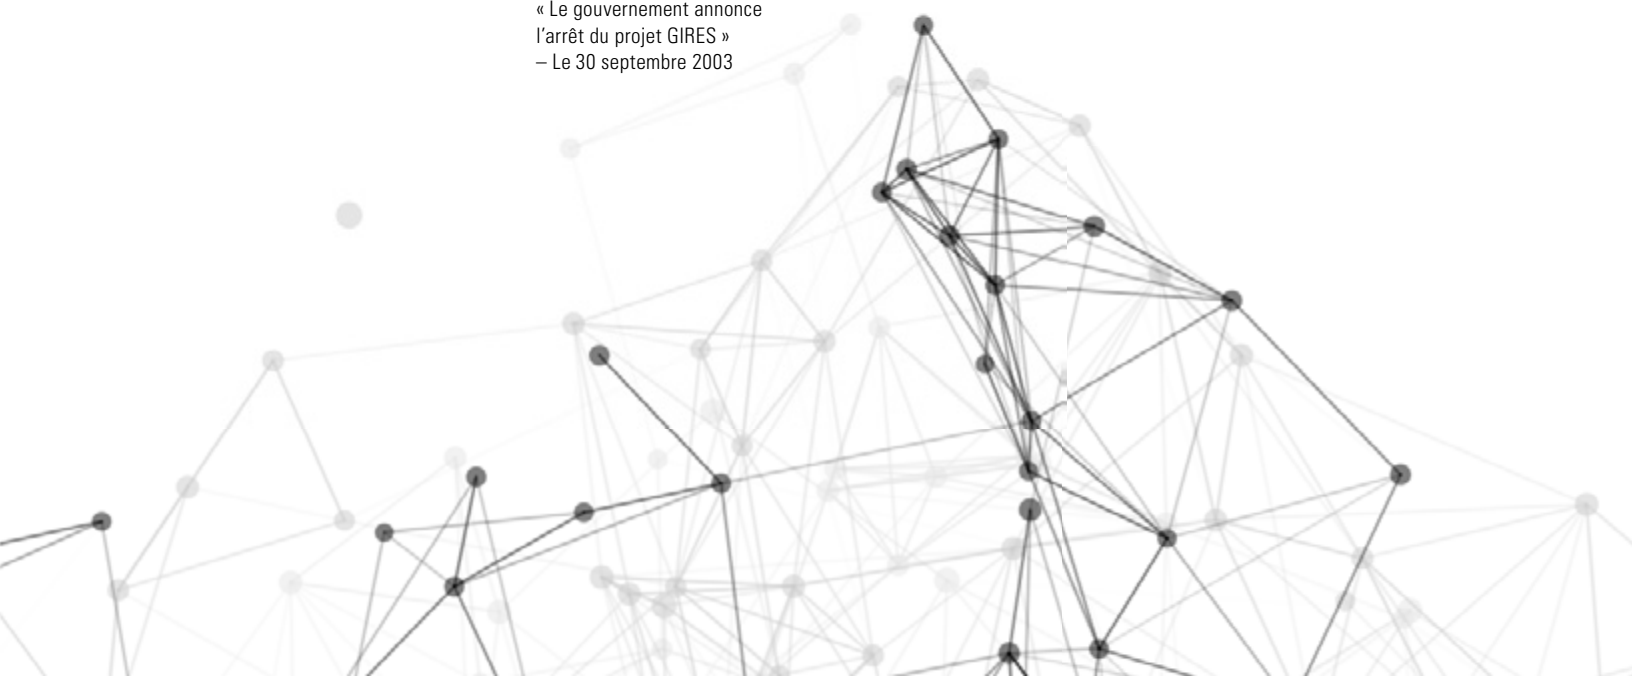 « Le gouvernement annonce
l’arrêt du projet GIRES »
– Le 30 septembre 2003